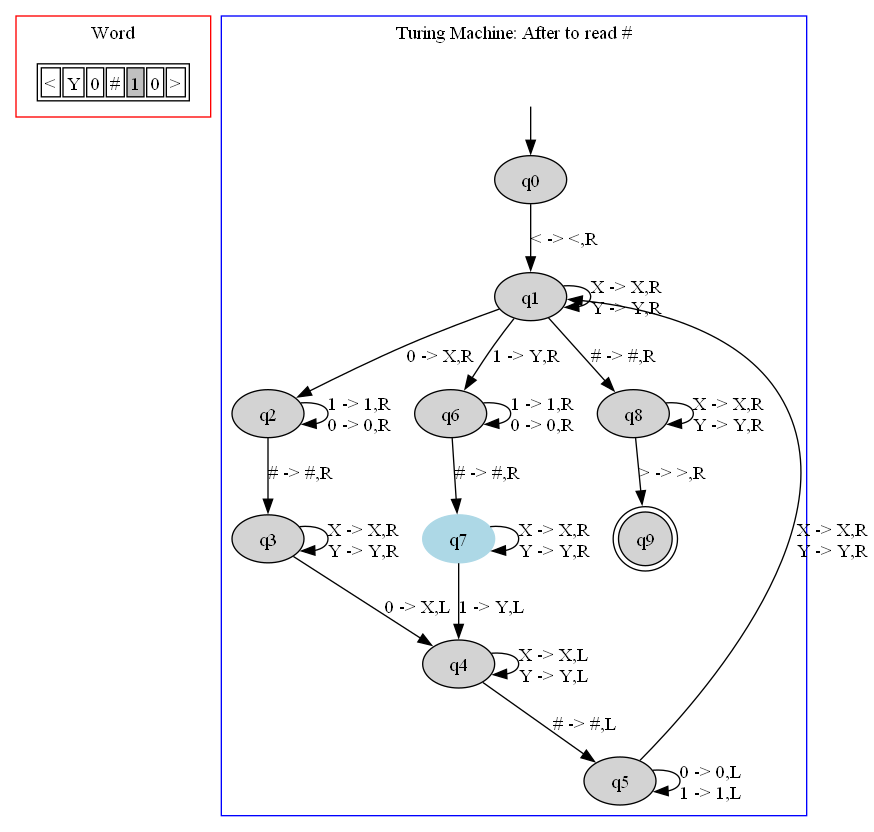 Word
< Y 0 # 1 0 >
Turing Machine: After to read #
q0
< -> <,R
q1
X -> X,R
Y -> Y,R
0 -> X,R
1 -> Y,R
# -> #,R
q2
1 -> 1,R
0 -> 0,R
q6
1 -> 1,R
0 -> 0,R
q8
X -> X,R
Y -> Y,R
# -> #,R
# -> #,R
> -> >,R
q3
X -> X,R
Y -> Y,R
q7
X -> X,R
Y -> Y,R
q9
X -> X,R
Y -> Y,R
0 -> X,L
1 -> Y,L
q4
X -> X,L
Y -> Y,L
# -> #,L
q5
0 -> 0,L
1 -> 1,L